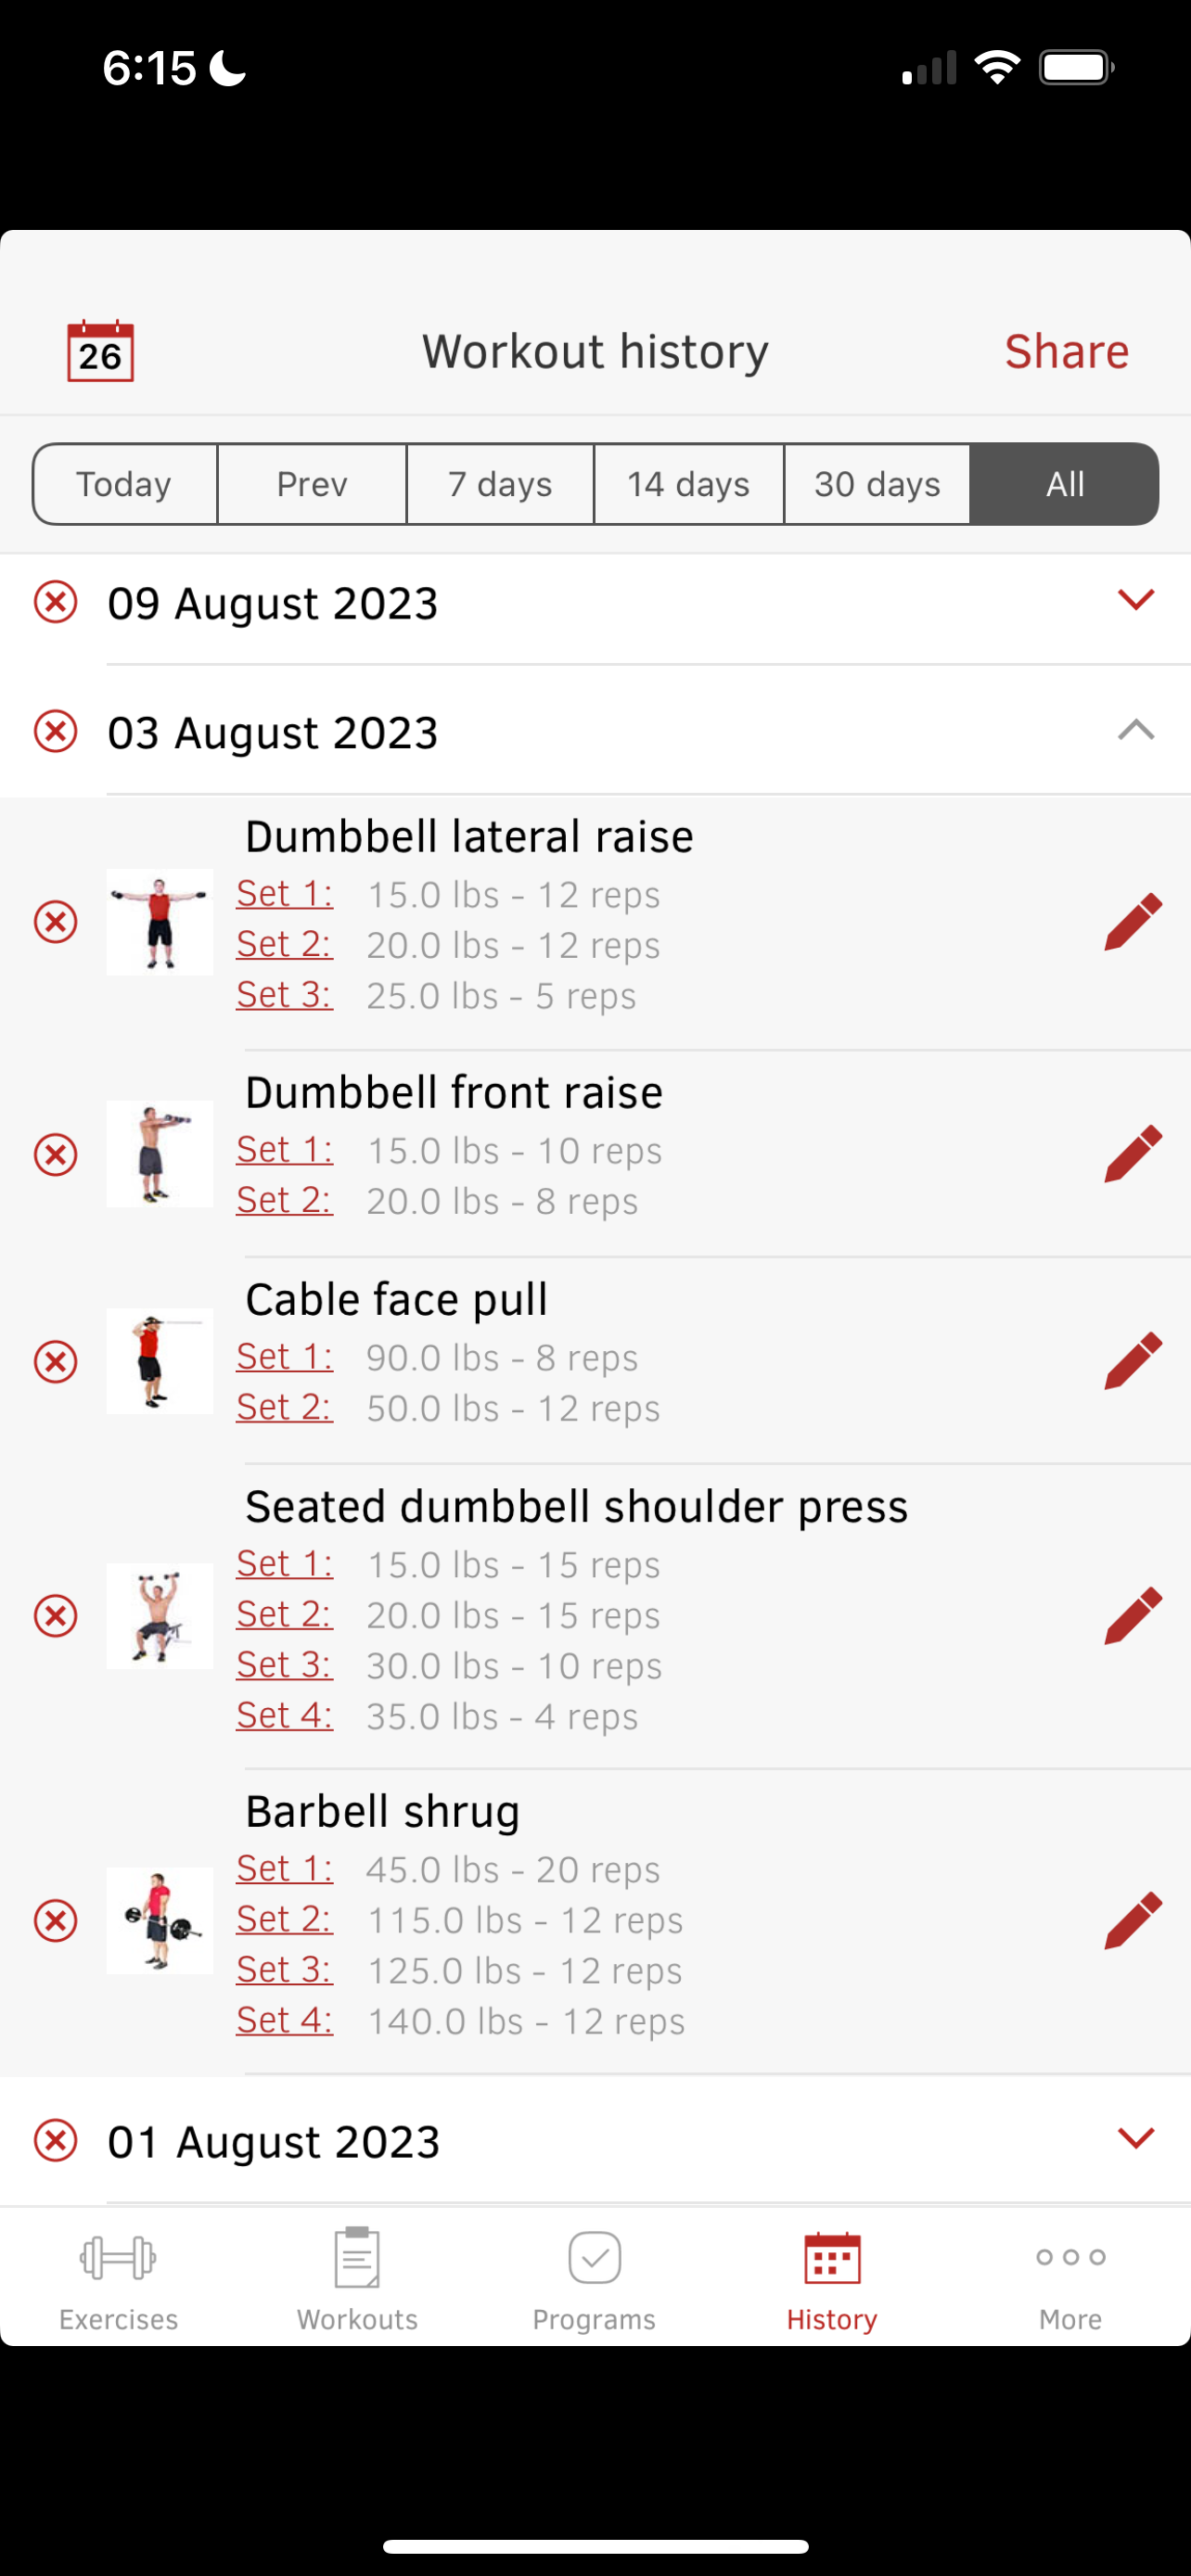 6:15
26
Workout history
Share
Today Prev 7 days 14 days 30 days All
09 August 2023
03 August 2023
Dumbbell lateral raise
Set 1: 15.0 lbs - 12 reps
Set 2: 20.0 lbs - 12 reps
Set 3: 25.0 lbs - 5 reps
Dumbbell front raise
Set 1: 15.0 lbs - 10 reps
Set 2: 20.0 lbs - 8 reps
Cable face pull
Set 1: 90.0 lbs - 8 reps
Set 2: 50.0 lbs - 12 reps
Seated dumbbell shoulder press
Set 1: 15.0 lbs - 15 reps
Set 2: 20.0 lbs - 15 reps
Set 3: 30.0 lbs - 10 reps
Set 4: 35.0 lbs - 4 reps
Barbell shrug
Set 1: 45.0 lbs - 20 reps
Set 2: 115.0 lbs - 12 reps
Set 3: 125.0 lbs - 12 reps
Set 4: 140.0 lbs - 12 reps
01 August 2023
Exercises Workouts Programs History More